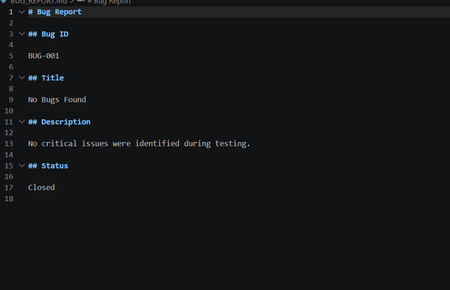 BUG_REPORT.md > # Bug Report
1 # Bug Report
2
3 ## Bug ID
4
5 BUG-001
6
7 ## Title
8
9 No Bugs Found
10
11 ## Description
12
13 No critical issues were identified during testing.
14
15 ## Status
16
17 Closed
18